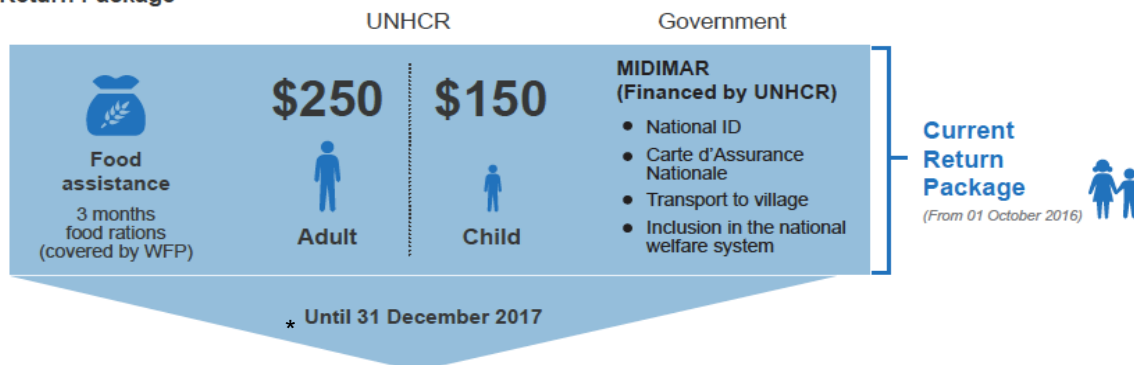 Return Package
UNHCR
Government
Food
assistance
3 months
food rations
(covered by WFP)
$250
Adult
$150
Child
MIDIMAR
(Financed by UNHCR)
• National ID
• Carte d’Assurance
Nationale
• Transport to village
• Inclusion in the national
welfare system
Current
Return
Package
(From 01 October 2016)
* Until 31 December 2017